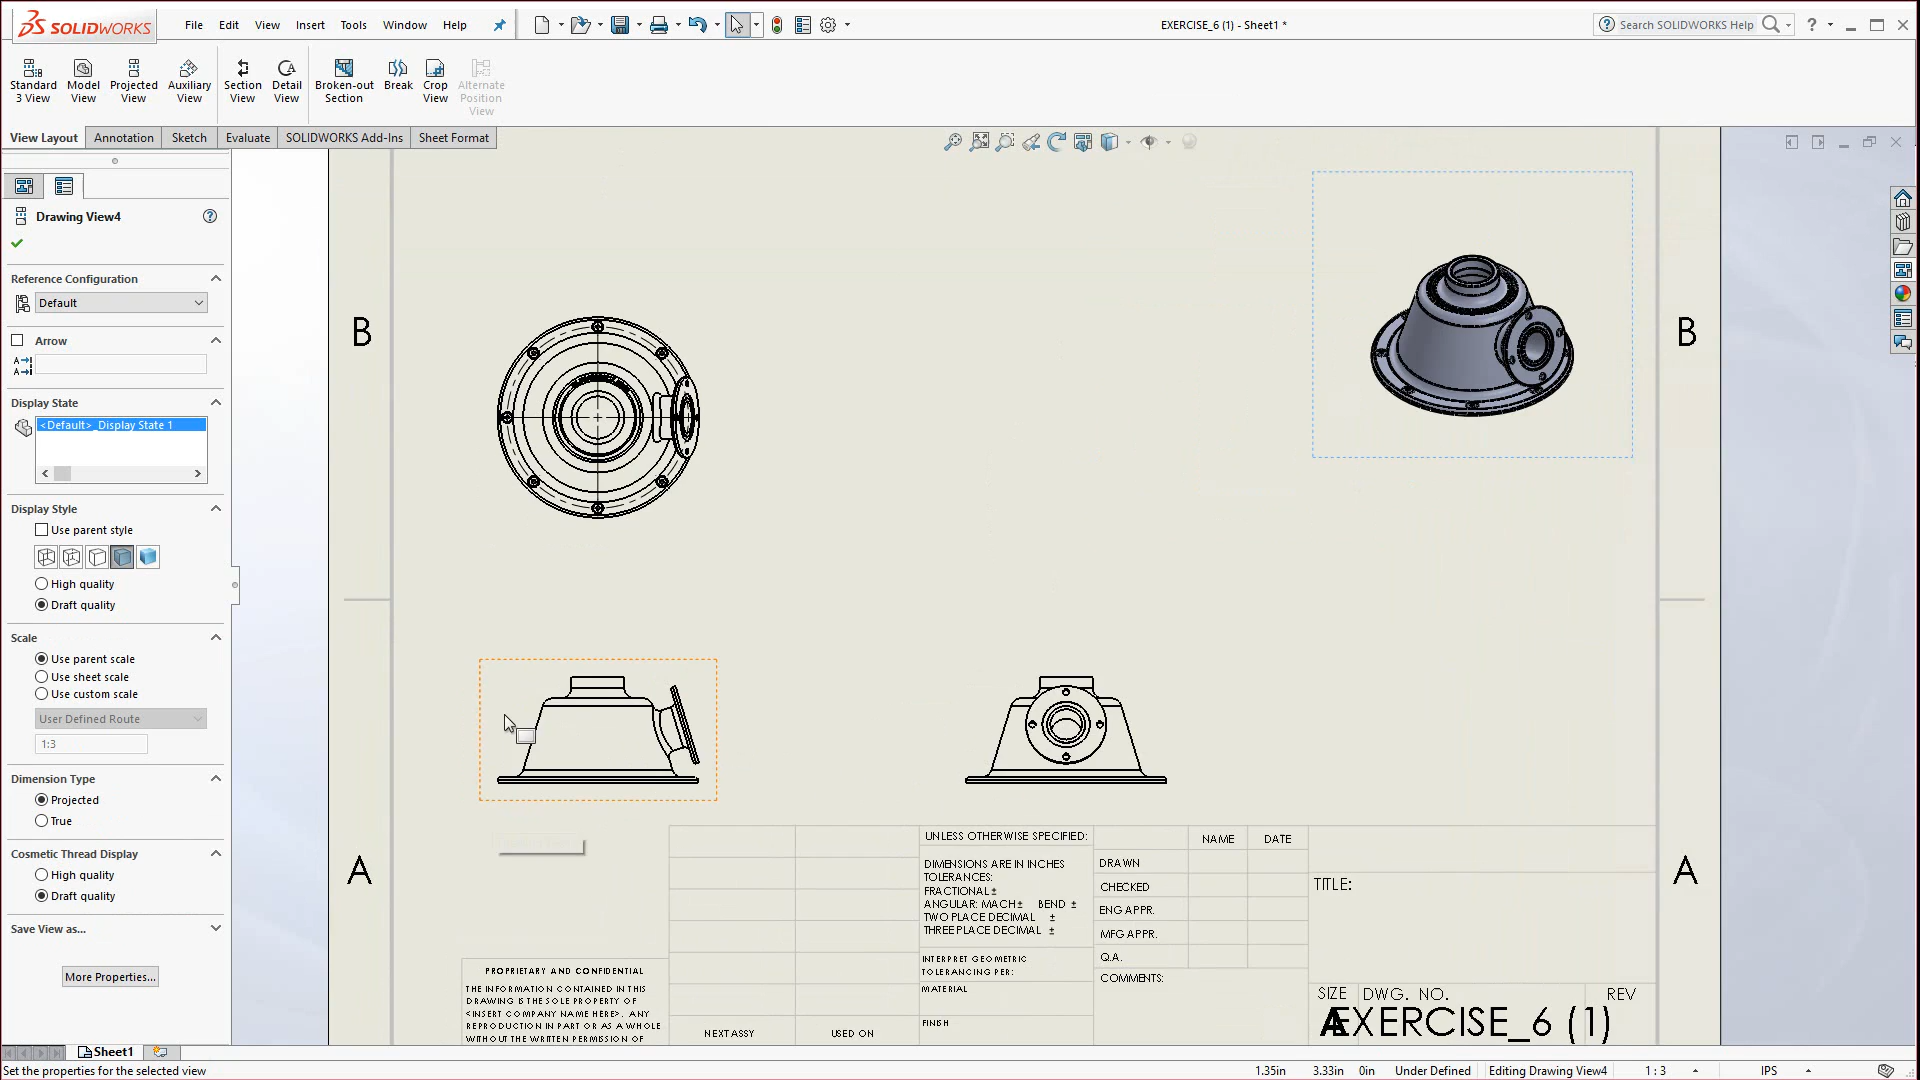 SOLIDWORKS
File Edit View Insert Tools Window Help
EXERCISE_6 (1) - Sheet1 *
Search SOLIDWORKS Help
Standard 3 View
Model View
Projected View
Auxiliary View
Section View
Detail View
Broken-out Section
Break
Crop View
Alternate Position View
View Layout Annotation Sketch Evaluate SOLIDWORKS Add-Ins Sheet Format
Drawing View4
Reference Configuration
Default
Arrow
Display State
<Default>_Display State 1
Display Style
Use parent style
High quality
Draft quality
Scale
Use parent scale
Use sheet scale
Use custom scale
User Defined Route
1:3
Dimension Type
Projected
True
Cosmetic Thread Display
High quality
Draft quality
Save View as...
More Properties...
B
B
A
A
UNLESS OTHERWISE SPECIFIED:
DIMENSIONS ARE IN INCHES
TOLERANCES:
FRACTIONAL±
ANGULAR: MACH± BEND ±
TWO PLACE DECIMAL ±
THREE PLACE DECIMAL ±
INTERPRET GEOMETRIC
TOLERANCING PER:
MATERIAL
FINISH
NAME DATE
DRAWN
CHECKED
ENG APPR.
MFG APPR.
Q.A.
COMMENTS:
TITLE:
SIZE DWG. NO. REV
A EXERCISE_6 (1)
PROPRIETARY AND CONFIDENTIAL
THE INFORMATION CONTAINED IN THIS
DRAWING IS THE SOLE PROPERTY OF
<INSERT COMPANY NAME HERE>. ANY
REPRODUCTION IN PART OR AS A WHOLE
WITHOUT THE WRITTEN PERMISSION OF
NEXT ASSY USED ON
Sheet1
Set the properties for the selected view
1.35in 3.33in 0in Under Defined Editing Drawing View4 1 : 3 IPS